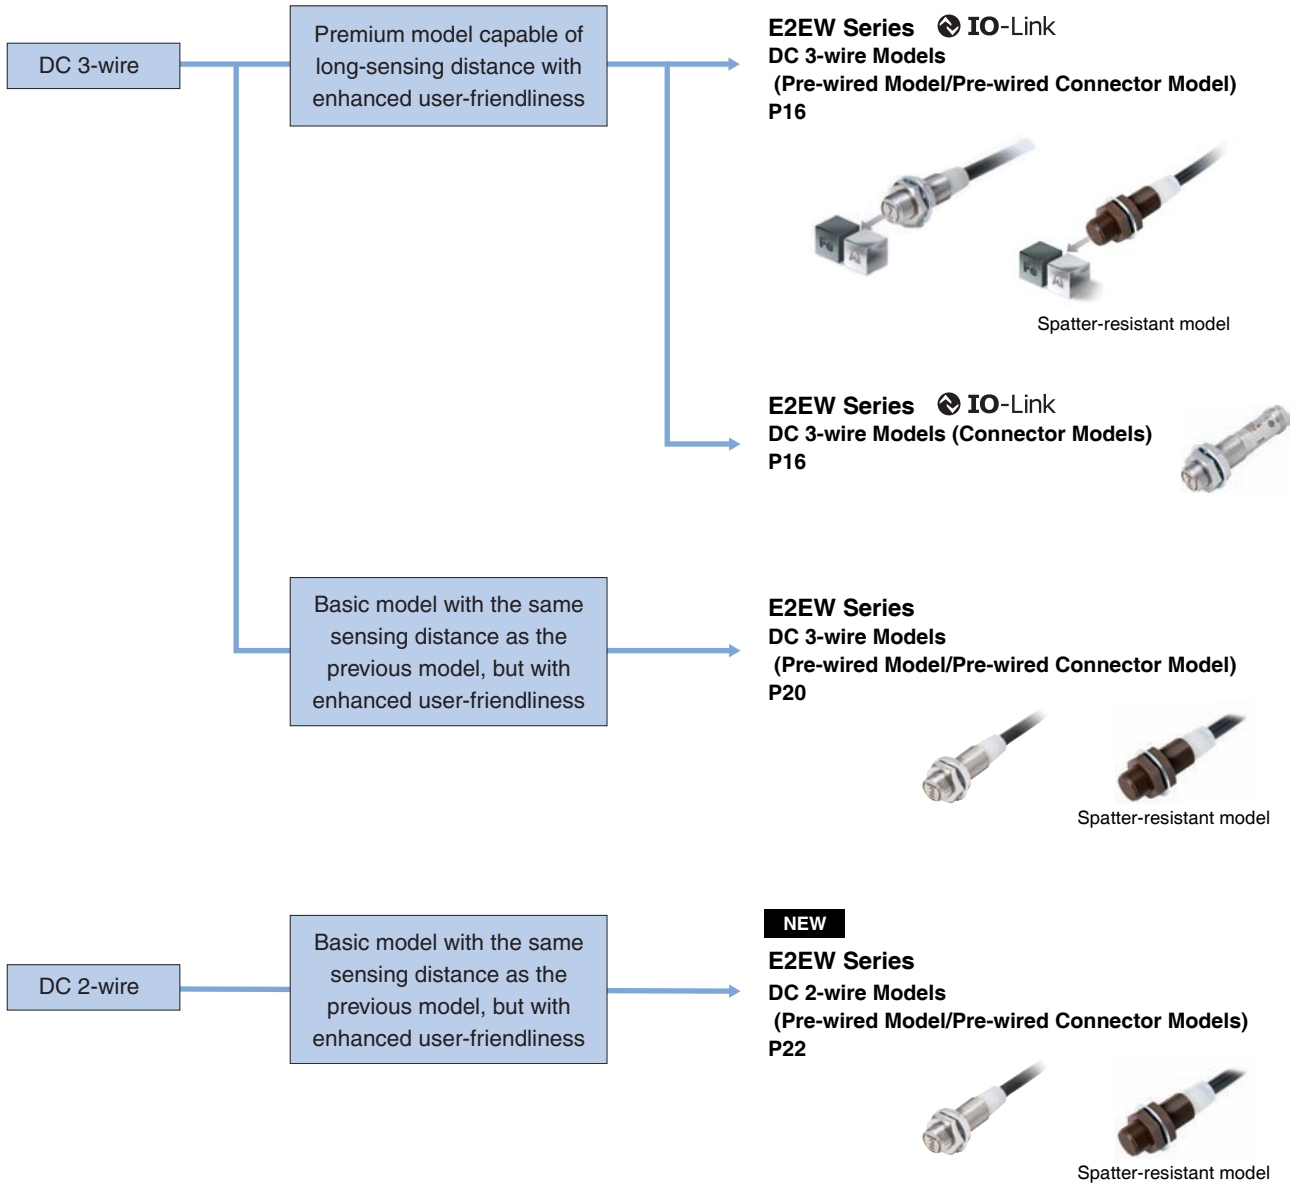 DC 3-wire
Premium model capable of
long-sensing distance with
enhanced user-friendliness
E2EW Series IO-Link
DC 3-wire Models
(Pre-wired Model/Pre-wired Connector Model)
P16
Fe
Al
Fe
Al
Spatter-resistant model
E2EW Series IO-Link
DC 3-wire Models (Connector Models)
P16
Basic model with the same
sensing distance as the
previous model, but with
enhanced user-friendliness
E2EW Series
DC 3-wire Models
(Pre-wired Model/Pre-wired Connector Model)
P20
Spatter-resistant model
DC 2-wire
Basic model with the same
sensing distance as the
previous model, but with
enhanced user-friendliness
NEW
E2EW Series
DC 2-wire Models
(Pre-wired Model/Pre-wired Connector Models)
P22
Spatter-resistant model